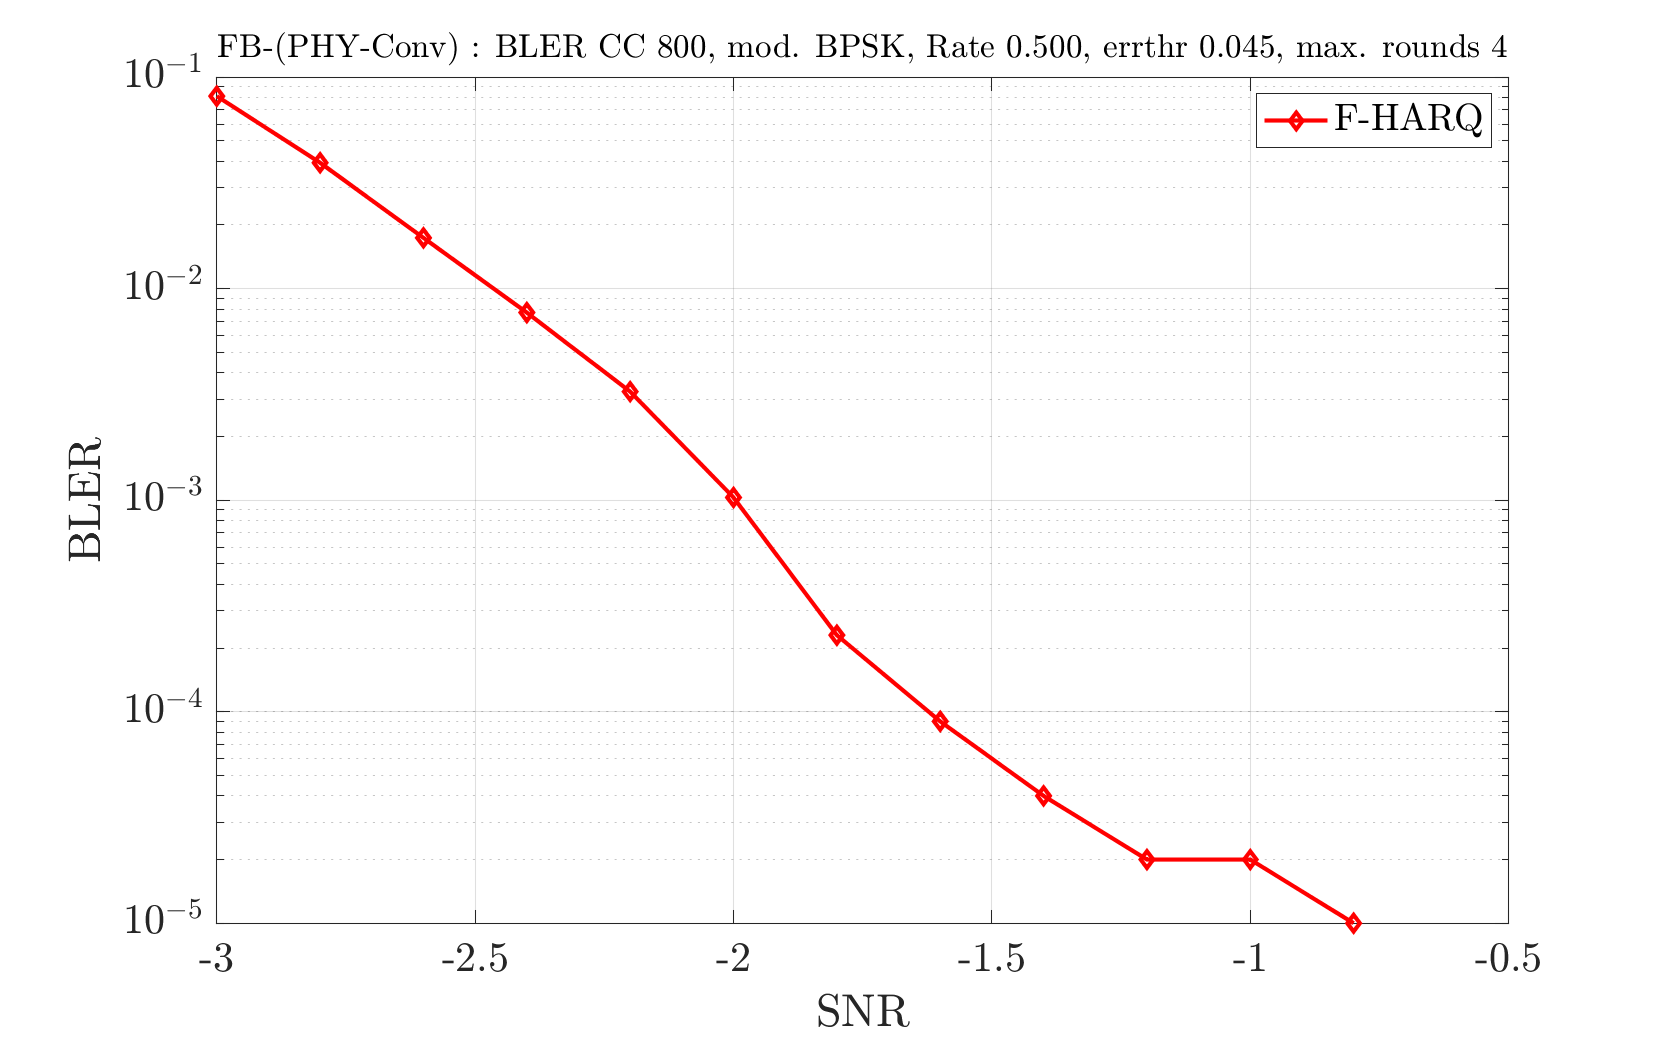 FB-(PHY-Conv) : BLER CC 800, mod. BPSK, Rate 0.500, errthr 0.045, max. rounds 4
F-HARQ
BLER
10⁻¹
10⁻²
10⁻³
10⁻⁴
10⁻⁵
-3 -2.5 -2 -1.5 -1 -0.5
SNR